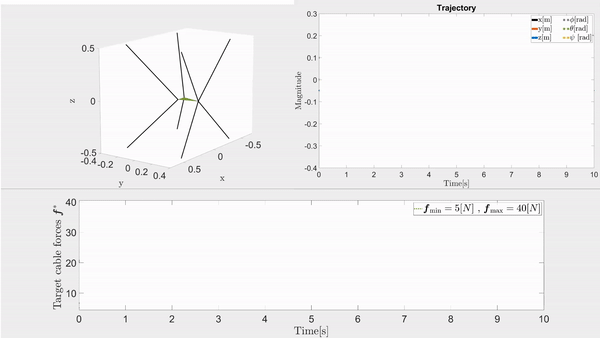 0.5
0
-0.5
z
-0.4
-0.2
0
0.2
0.4
y
0.5
0
-0.5
x
Trajectory
0.3
0.2
0.1
0
-0.1
-0.2
-0.3
-0.4
Magnitude
x[m] ϕ[rad]
y[m] θ[rad]
z[m] ψ [rad]
0 1 2 3 4 5 6 7 8 9 10
Time[s]
40
30
20
10
Target cable forces f*
f min = 5[N] , f max = 40[N]
0 1 2 3 4 5 6 7 8 9 10
Time[s]